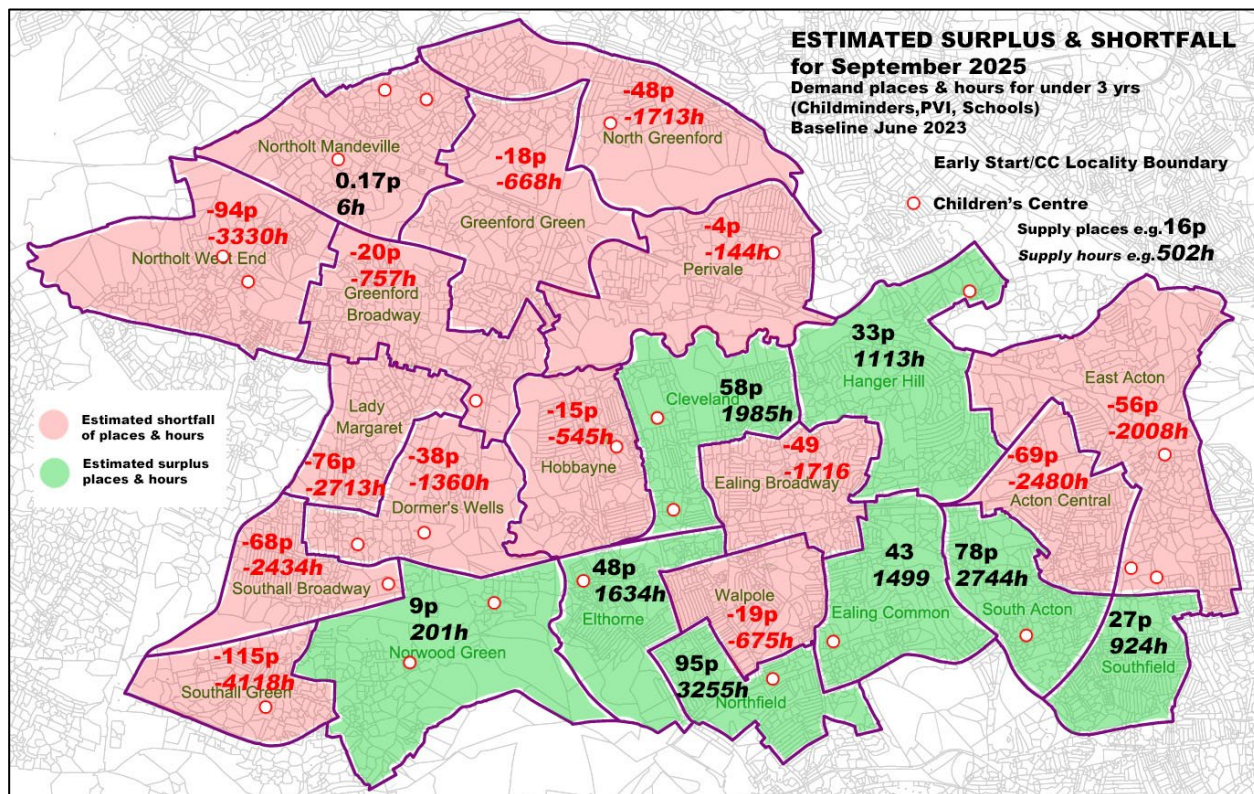 ESTIMATED SURPLUS & SHORTFALL
for September 2025
Demand places & hours for under 3 yrs
(Childminders,PVI, Schools)
Baseline June 2023
Early Start/CC Locality Boundary
Children's Centre
Supply places e.g.16p
Supply hours e.g.502h
-48p
-1713h
North Greenford
Northolt Mandeville
0.17p
6h
-18p
-668h
Greenford Green
-94p
-3330h
Northolt West End
-20p
-757h
Greenford
Broadway
-4p
-144h
Perivale
33p
1113h
Hanger Hill
East Acton
-56p
-2008h
58p
Cleveland
1985h
Lady
Margaret
-76p
-2713h
-38p
-1360h
Dormer's Wells
-15p
-545h
Hobbayne
-49
-1716
Ealing Broadway
-69p
-2480h
Acton Central
Estimated shortfall
of places & hours
Estimated surplus
places & hours
-68p
-2434h
Southall Broadway
9p
201h
Norwood Green
48p
1634h
Elthorne
Walpole
-19p
-675h
43
1499
Ealing Common
78p
2744h
South Acton
27p
924h
Southfield
-115p
-4118h
Southall Green
95p
3255h
Northfield